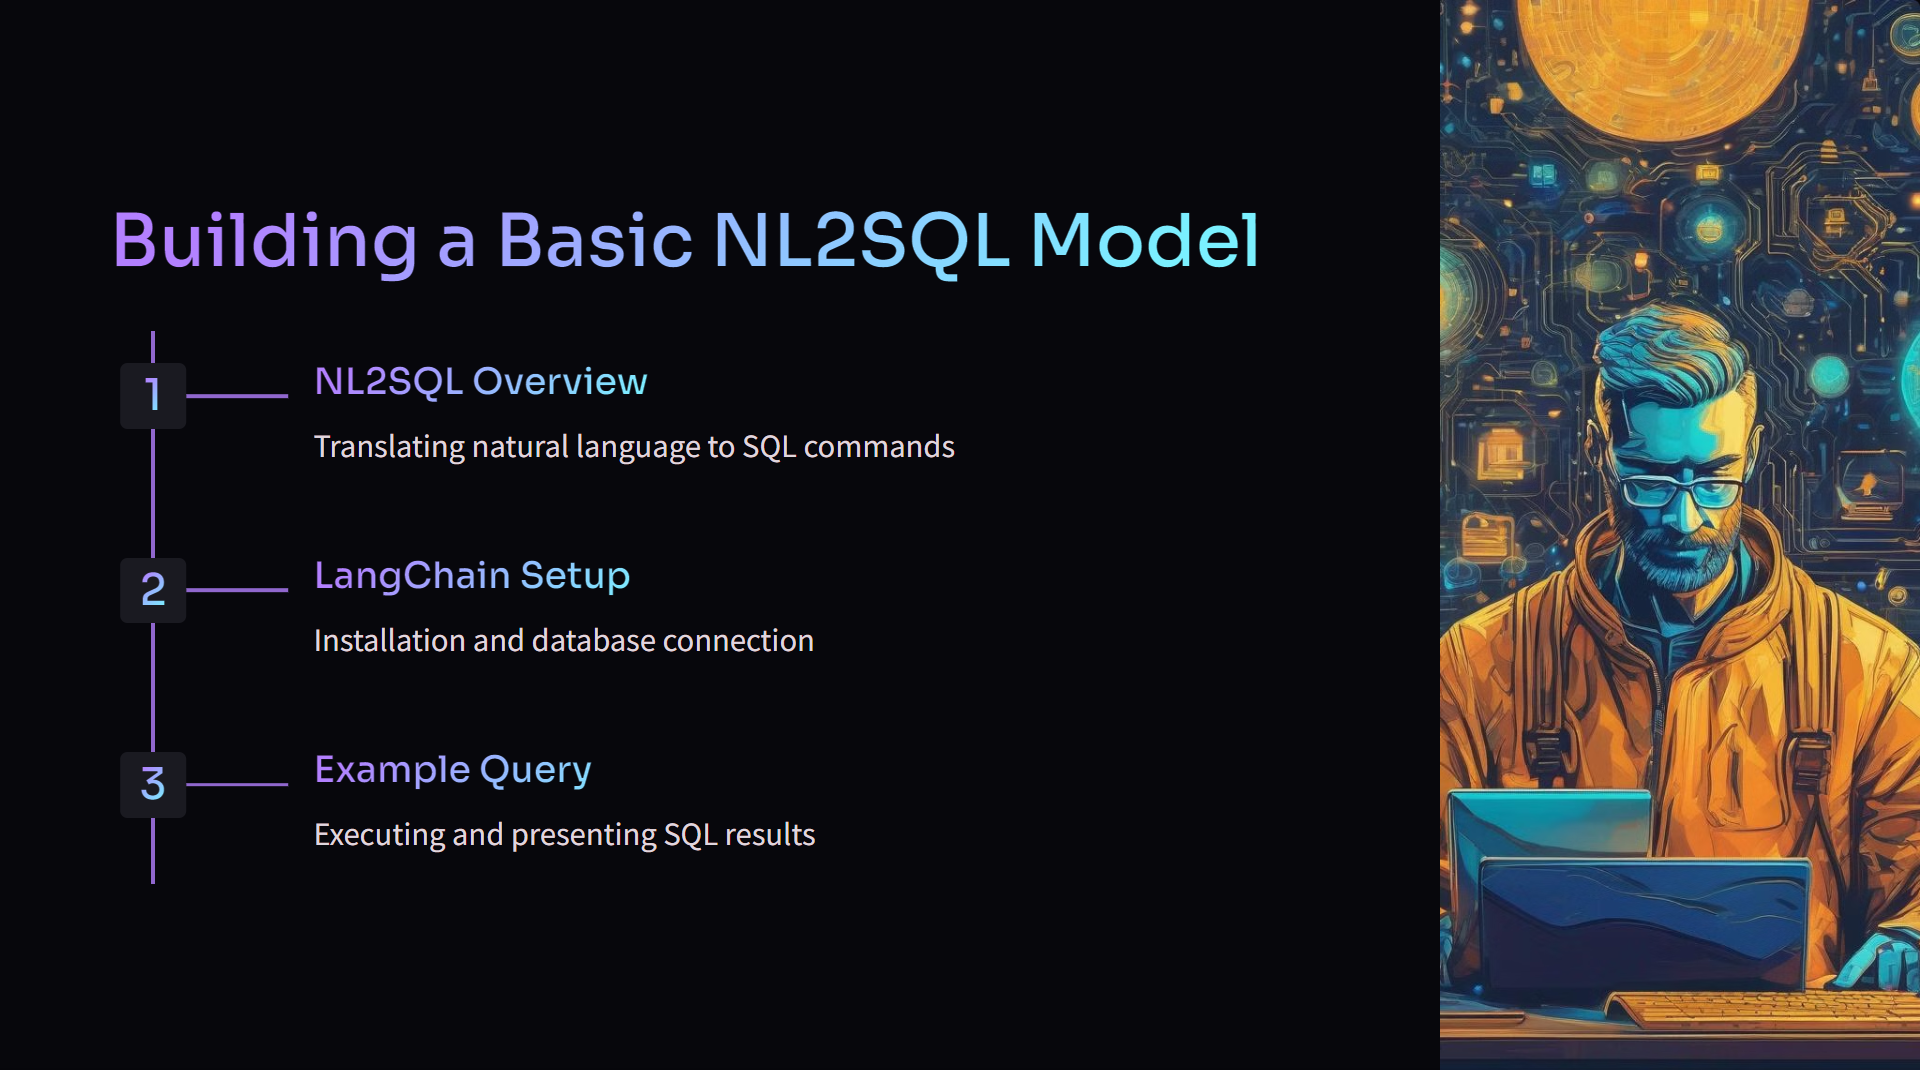 Building a Basic NL2SQL Model
1
NL2SQL Overview
Translating natural language to SQL commands
2
LangChain Setup
Installation and database connection
3
Example Query
Executing and presenting SQL results